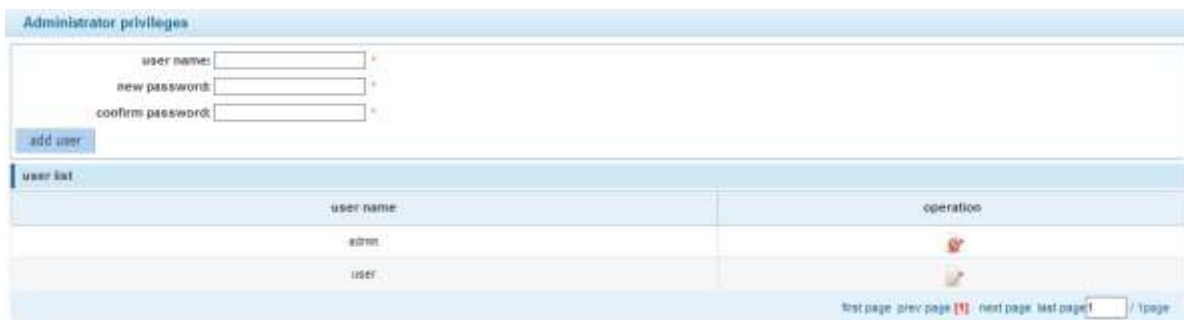 Administrator privileges
user name: *
new password: *
confirm password: *
add user
user list
user name operation
admin
user
first page prev page [1] next page last page 1 / 1page